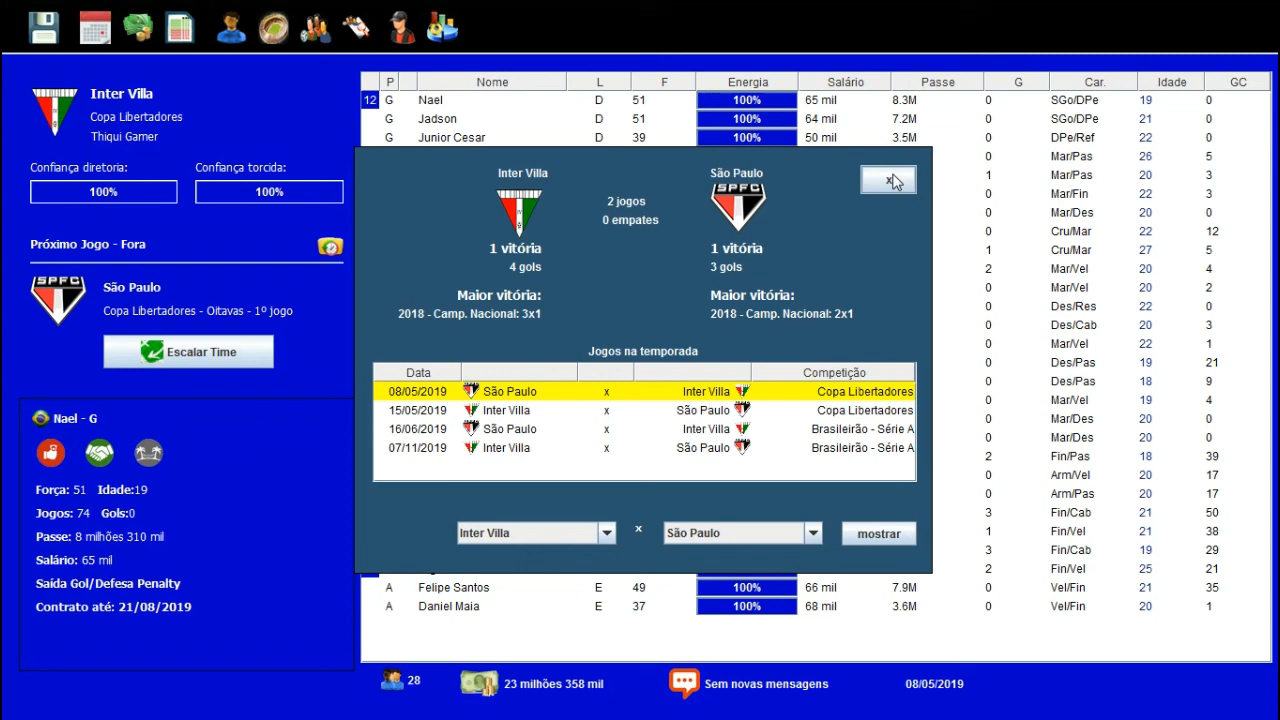 Inter Villa
Copa Libertadores
Thiqui Gamer
Confiança diretoria: Confiança torcida:
100% 100%
Próximo Jogo - Fora
São Paulo
Copa Libertadores - Oitavas - 1º jogo
Escalar Time
Nael - G
Força: 51 Idade:19
Jogos: 74 Gols:0
Passe: 8 milhões 310 mil
Salário: 65 mil
Saída Gol/Defesa Penalty
Contrato até: 21/08/2019
P Nome L F Energia Salário Passe G Car. Idade GC
12 G Nael D 51 100% 65 mil 8.3M 0 SGo/DPe 19 0
G Jadson D 51 100% 64 mil 7.2M 0 SGo/DPe 21 0
G Junior Cesar D 39 100% 50 mil 3.5M 0 DPe/Ref 22 0
0 Mar/Pas 26 5
1 Mar/Pas 20 3
0 Mar/Fin 22 3
0 Mar/Des 20 0
0 Cru/Mar 22 12
1 Cru/Mar 27 5
2 Mar/Vel 20 4
0 Mar/Vel 20 2
0 Des/Res 22 0
0 Des/Cab 20 3
0 Mar/Cab 22 1
0 Des/Pas 19 21
0 Des/Pas 18 9
0 Mar/Vel 19 4
0 Mar/Des 20 0
0 Mar/Des 20 0
2 Fin/Pas 18 39
0 Arm/Vel 20 17
0 Arm/Pas 20 17
3 Fin/Cab 21 50
1 Fin/Vel 21 38
3 Fin/Cab 19 29
2 Fin/Vel 25 21
A Felipe Santos E 49 100% 66 mil 7.9M 0 Vel/Fin 21 35
A Daniel Maia E 37 100% 68 mil 3.6M 0 Vel/Fin 20 1
Inter Villa São Paulo
x
SPFC
2 jogos
0 empates
1 vitória 1 vitória
4 gols 3 gols
Maior vitória: Maior vitória:
2018 - Camp. Nacional: 3x1 2018 - Camp. Nacional: 2x1
Jogos na temporada
Data Competição
08/05/2019 São Paulo x Inter Villa Copa Libertadores
15/05/2019 Inter Villa x São Paulo Copa Libertadores
16/06/2019 São Paulo x Inter Villa Brasileirão - Série A
07/11/2019 Inter Villa x São Paulo Brasileirão - Série A
Inter Villa x São Paulo mostrar
28 23 milhões 358 mil Sem novas mensagens 08/05/2019